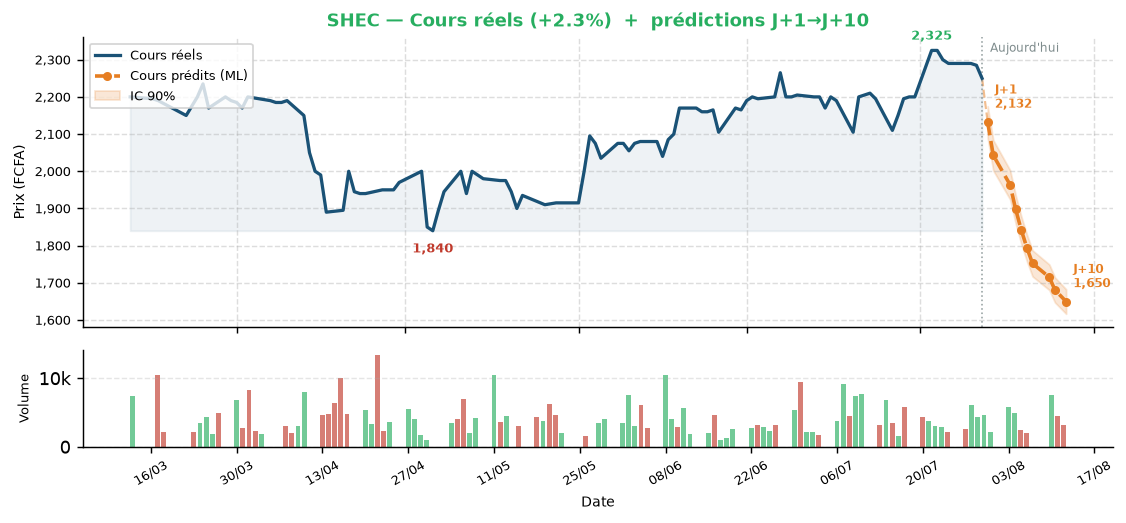 SHEC — Cours réels (+2.3%) + prédictions J+1→J+10
Cours réels
Cours prédits (ML)
IC 90%
2,325
Aujourd'hui
J+1
2,132
1,840
J+10
1,650
Prix (FCFA)
2,300
2,200
2,100
2,000
1,900
1,800
1,700
1,600
Volume
10k
0
16/03
30/03
13/04
27/04
11/05
25/05
08/06
22/06
06/07
20/07
03/08
17/08
Date